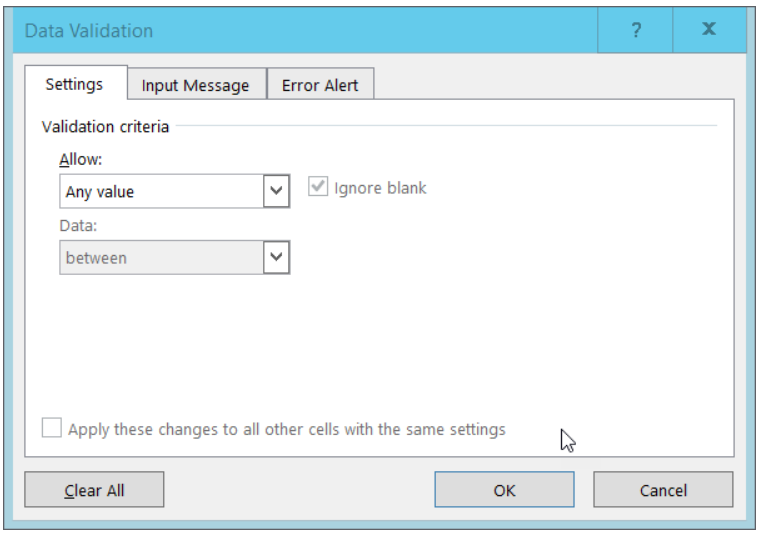 Data Validation ? x
Settings Input Message Error Alert
Validation criteria
Allow:
Any value Ignore blank
Data:
between
Apply these changes to all other cells with the same settings
Clear All OK Cancel